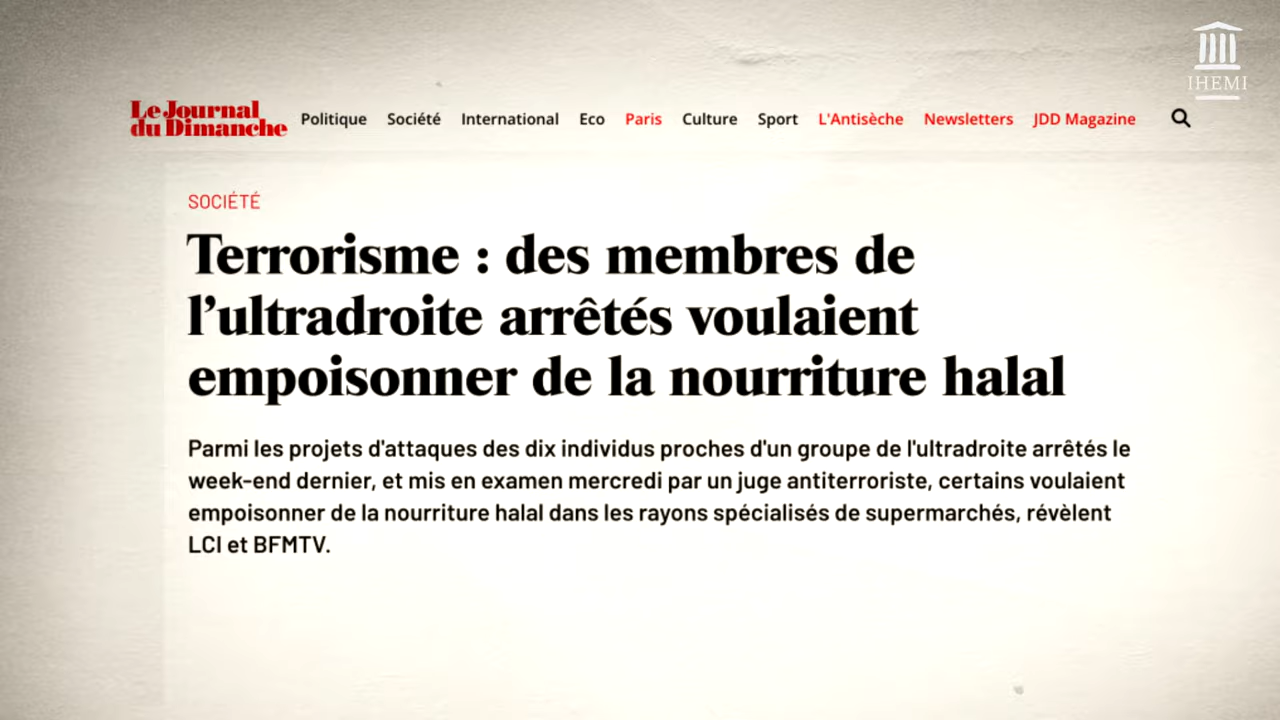 IHEMI
Le Journal
du Dimanche
Politique Société International Eco Paris Culture Sport L'Antisèche Newsletters JDD Magazine
SOCIÉTÉ
Terrorisme : des membres de
l’ultradroite arrêtés voulaient
empoisonner de la nourriture halal
Parmi les projets d'attaques des dix individus proches d'un groupe de l'ultradroite arrêtés le
week-end dernier, et mis en examen mercredi par un juge antiterroriste, certains voulaient
empoisonner de la nourriture halal dans les rayons spécialisés de supermarchés, révèlent
LCI et BFMTV.